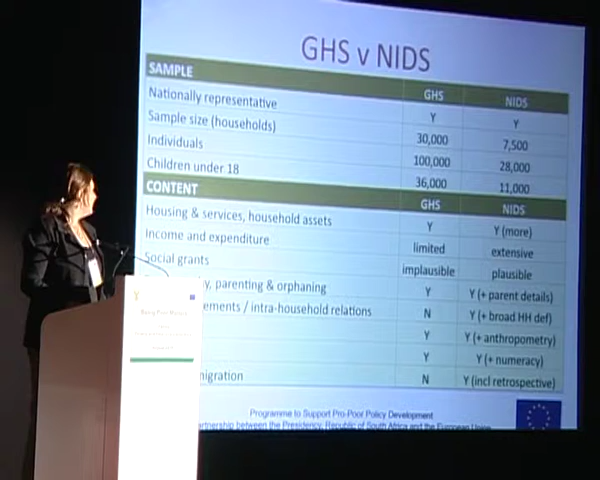 GHS v NIDS
SAMPLE GHS NIDS
Nationally representative Y Y
Sample size (households) 30,000 7,500
Individuals 100,000 28,000
Children under 18 36,000 11,000
CONTENT GHS NIDS
Housing & services, household assets Y Y (more)
Income and expenditure limited extensive
Social grants implausible plausible
y, parenting & orphaning Y Y (+ parent details)
ements / intra-household relations N Y (+ broad HH def)
Y Y (+ anthropometry)
Y Y (+ numeracy)
nigration N Y (incl retrospective)
Programme to Support Pro-Poor Policy Development
artnership between the Presidency, Republic of South Africa and the European Union